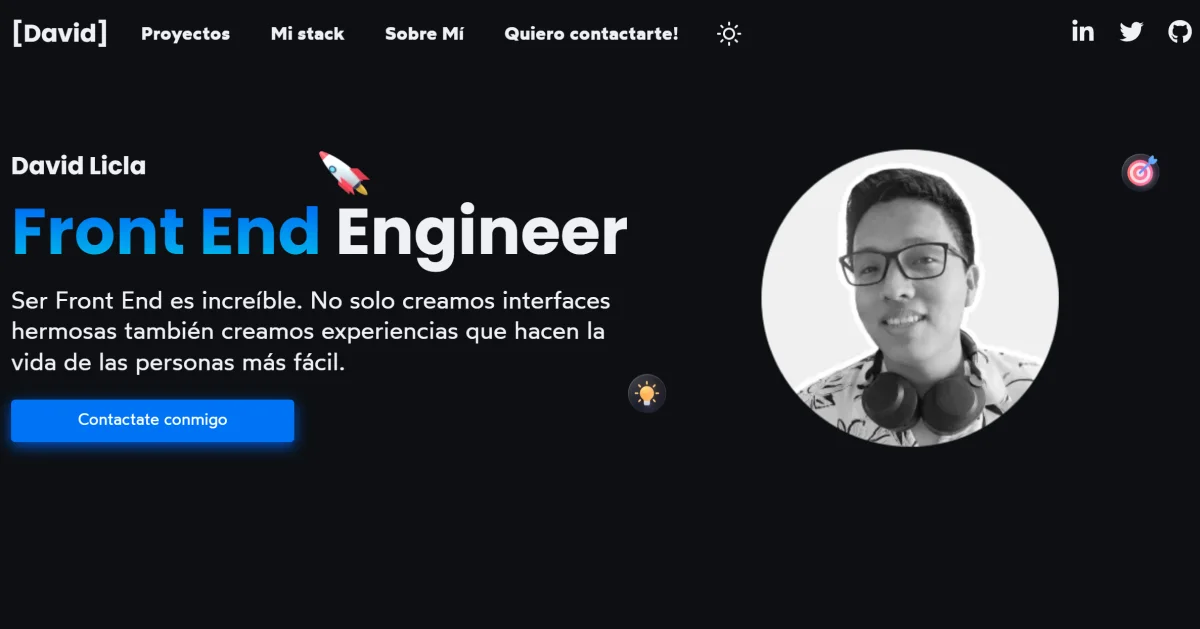 [David]
Proyectos
Mi stack
Sobre Mí
Quiero contactarte!
in
David Licla
Front End Engineer
Ser Front End es increíble. No solo creamos interfaces
hermosas también creamos experiencias que hacen la
vida de las personas más fácil.
Contactate conmigo